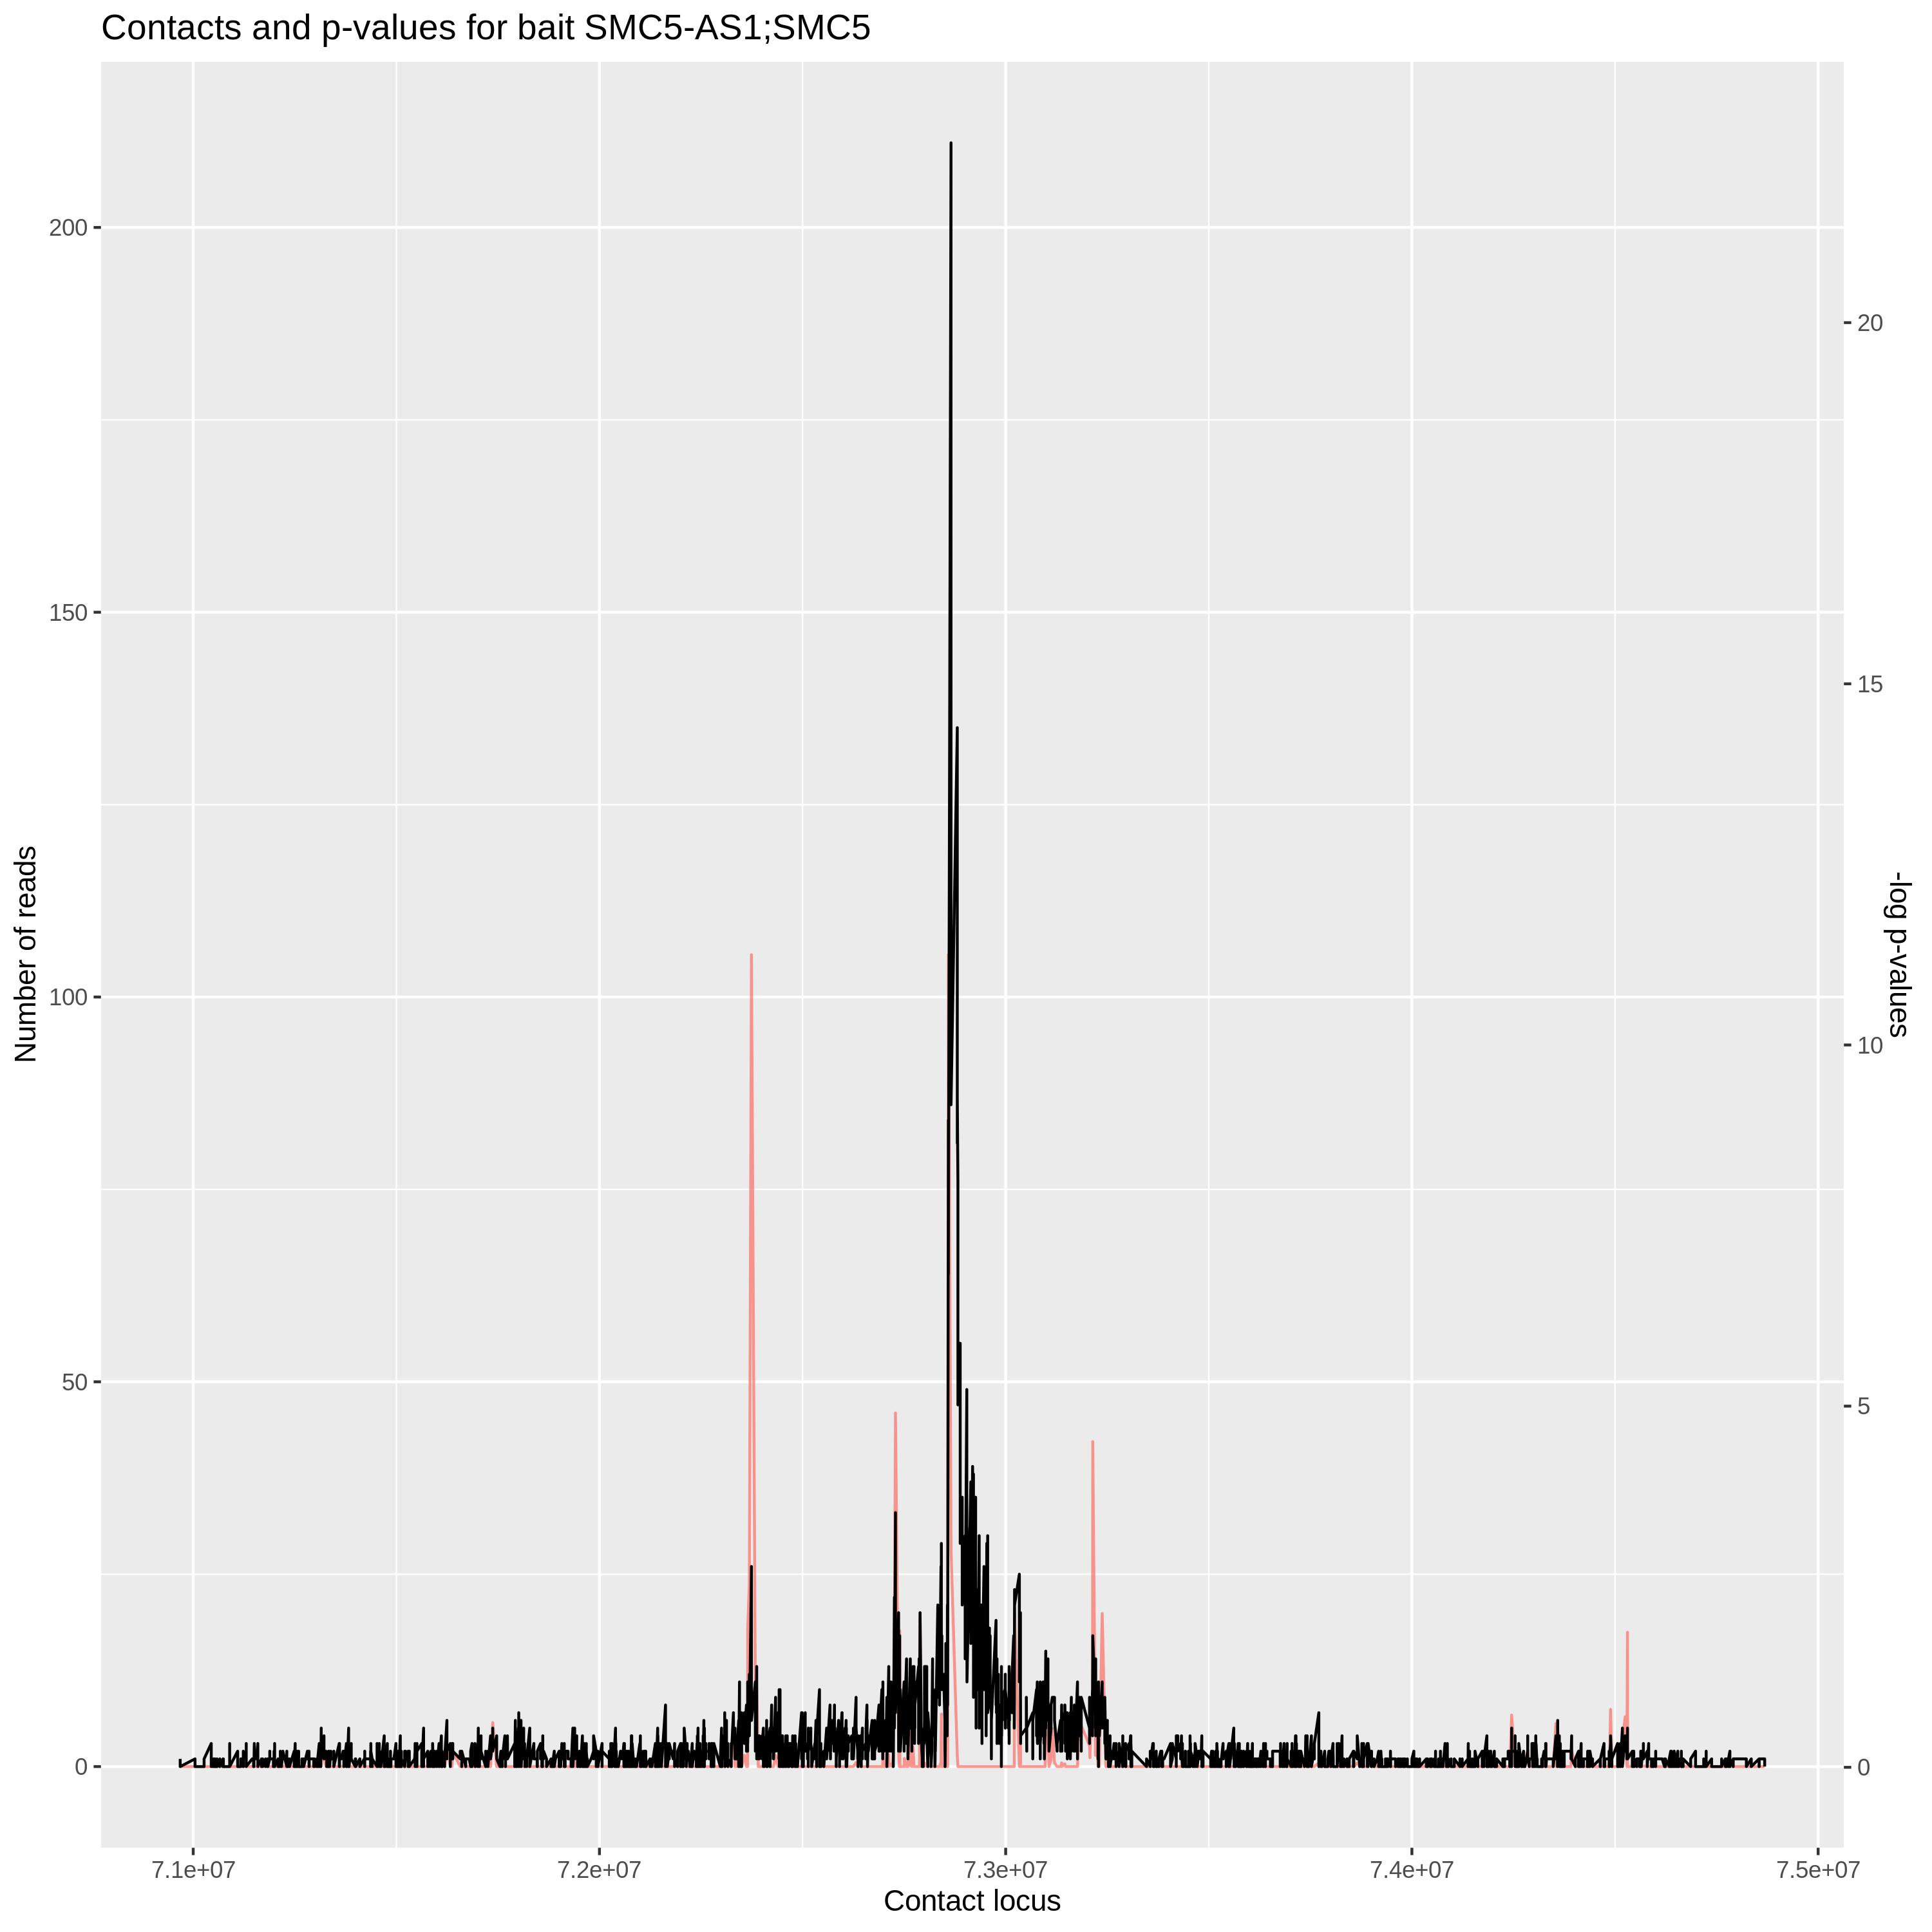 Contacts and p-values for bait SMC5-AS1;SMC5
200
150
100
50
0
Number of reads
20
15
10
5
0
-log p-values
7.1e+07 7.2e+07 7.3e+07 7.4e+07 7.5e+07
Contact locus